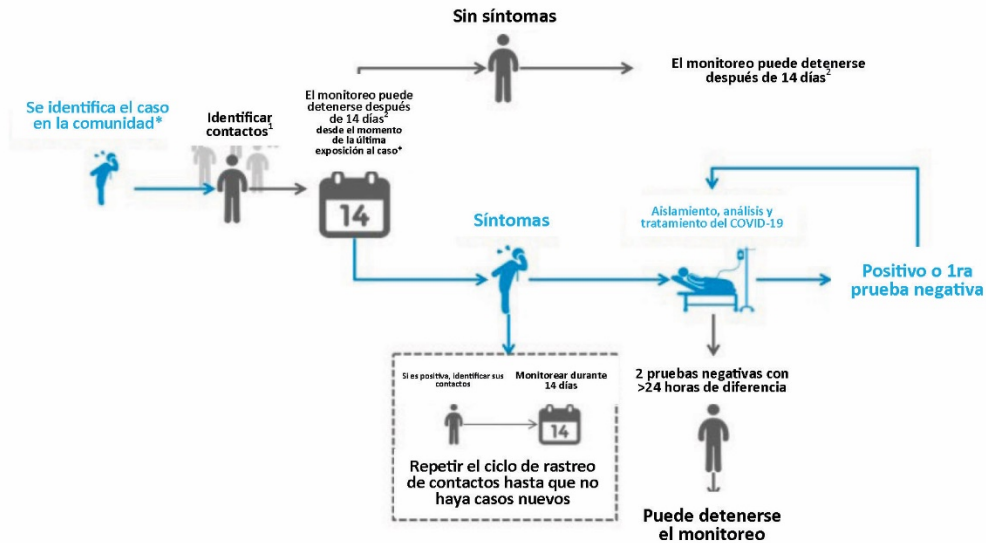 Sin síntomas
El monitoreo puede detenerse
después de 14 días²
El monitoreo puede
detenerse después
de 14 días²
desde el momento
de la última
exposición al caso*
Se identifica el caso
en la comunidad*
Identificar
contactos¹
14
Síntomas
Aislamiento, análisis y
tratamiento del COVID-19
Positivo o 1ra
prueba negativa
Si es positiva, identificar sus
contactos
Monitorear durante
14 días
14
Repetir el ciclo de rastreo
de contactos hasta que no
haya casos nuevos
2 pruebas negativas con
>24 horas de diferencia
Puede detenerse
el monitoreo